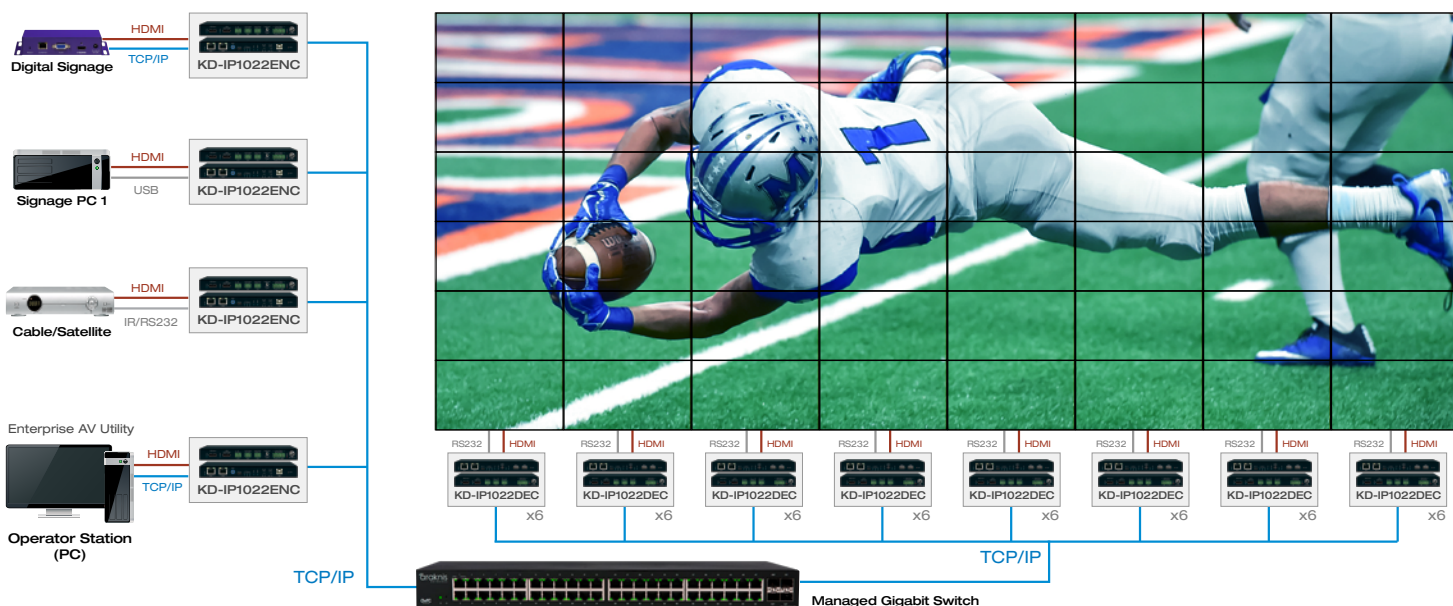 HDMI
TCP/IP
Digital Signage
KD-IP1022ENC
HDMI
USB
Signage PC 1
KD-IP1022ENC
HDMI
IR/RS232
Cable/Satellite
KD-IP1022ENC
Enterprise AV Utility
HDMI
TCP/IP
Operator Station
(PC)
KD-IP1022ENC
M
RS232 HDMI
KD-IP1022DEC
x6
RS232 HDMI
KD-IP1022DEC
x6
RS232 HDMI
KD-IP1022DEC
x6
RS232 HDMI
KD-IP1022DEC
x6
RS232 HDMI
KD-IP1022DEC
x6
RS232 HDMI
KD-IP1022DEC
x6
RS232 HDMI
KD-IP1022DEC
x6
RS232 HDMI
KD-IP1022DEC
x6
TCP/IP
TCP/IP
araknis
Managed Gigabit Switch